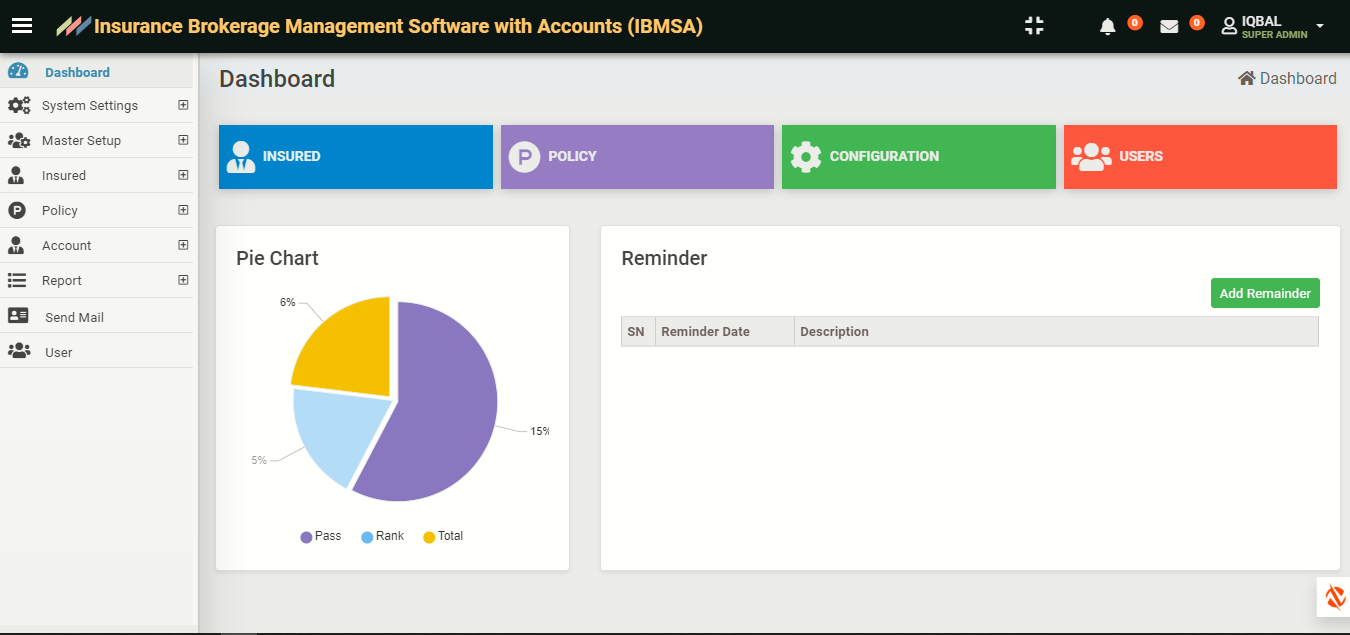 Insurance Brokerage Management Software with Accounts (IBMSA)
0
0
IQBAL
SUPER ADMIN
Dashboard
System Settings
Master Setup
Insured
Policy
Account
Report
Send Mail
User
Dashboard
Dashboard
INSURED
P POLICY
CONFIGURATION
USERS
Pie Chart
6%
15%
5%
Pass Rank Total
Reminder
Add Remainder
SN Reminder Date Description